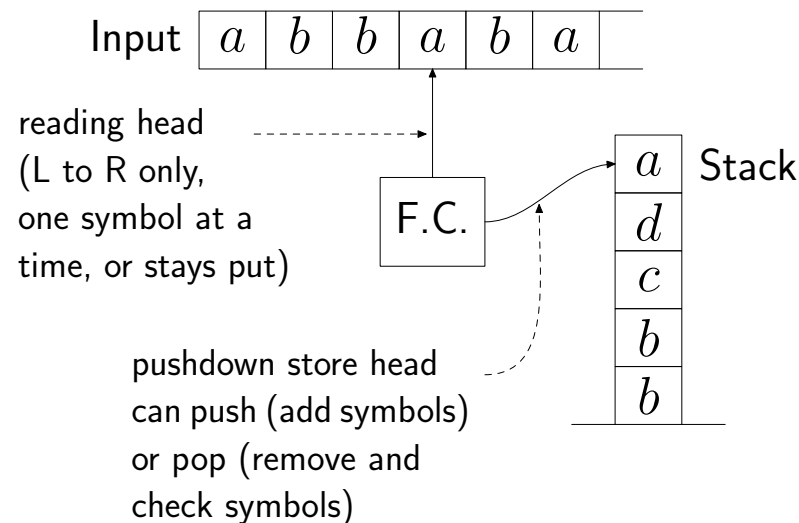 Input a b b a b a
reading head
(L to R only,
one symbol at a
time, or stays put)
F.C.
a Stack
d
c
b
b
pushdown store head
can push (add symbols)
or pop (remove and
check symbols)